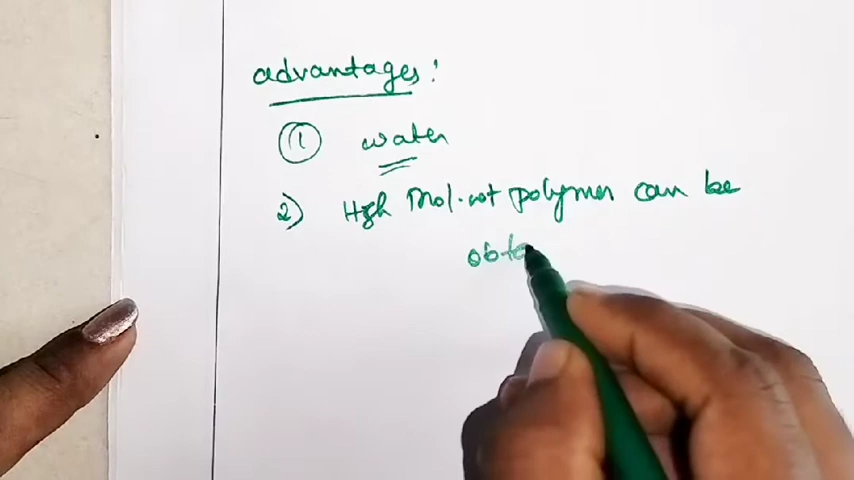 advantages:
① water
2) High Mol.wt polymer can be
obta